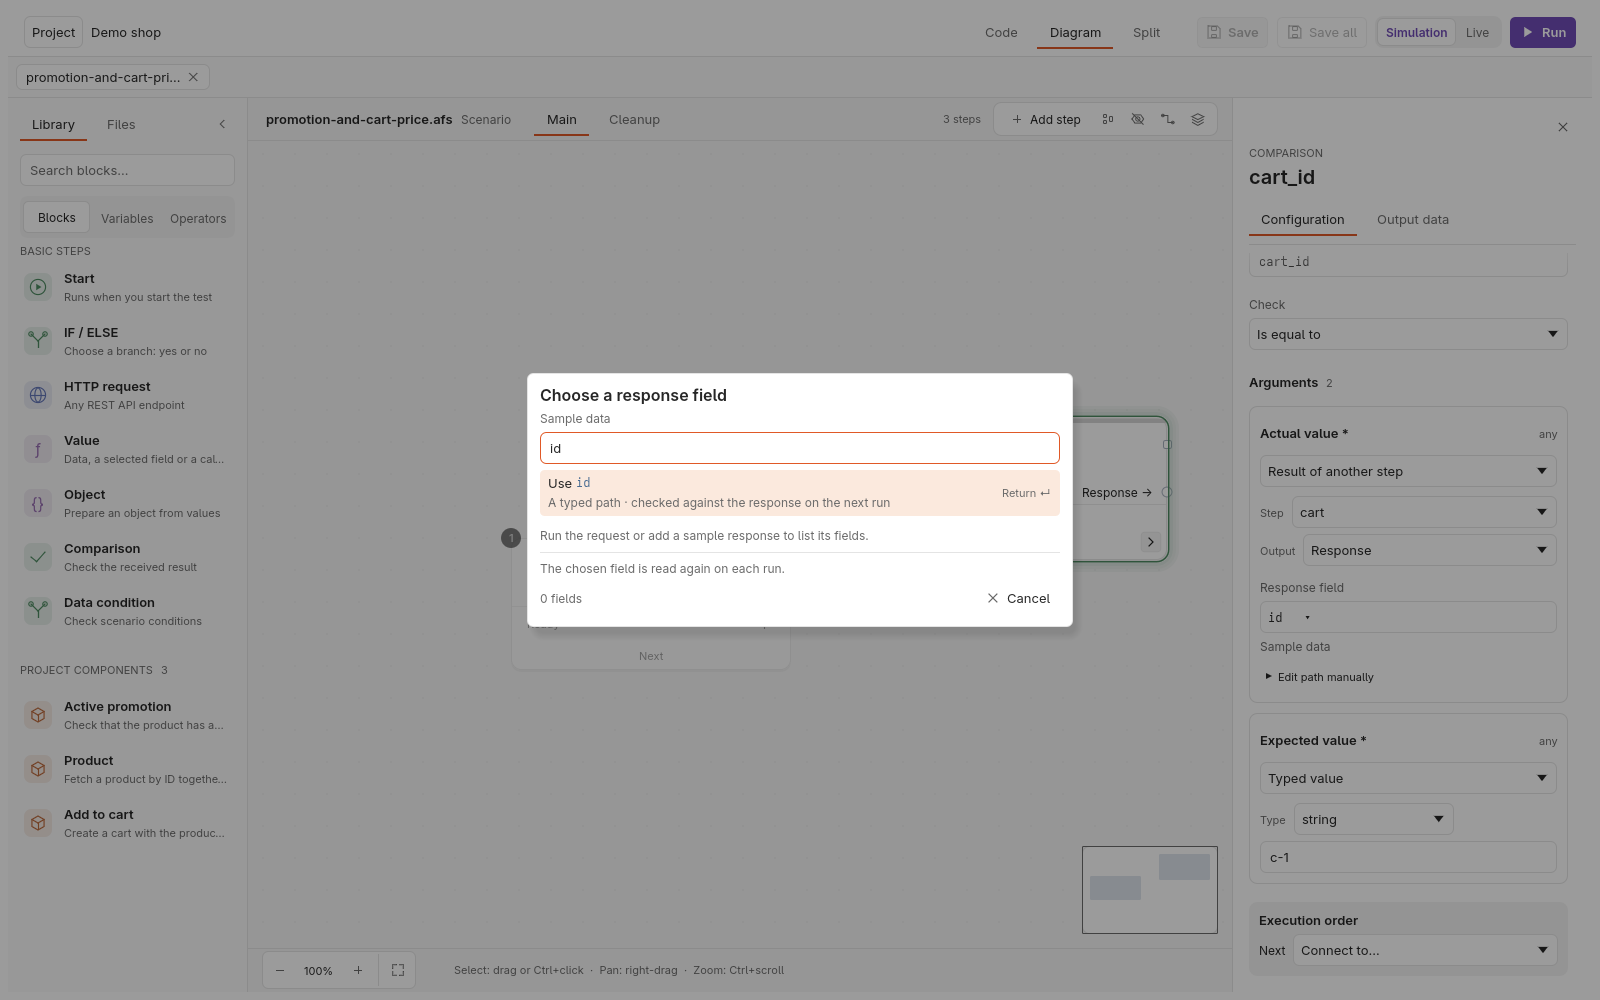 Project Demo shop
Code Diagram Split Save Save all Simulation Live Run
promotion-and-cart-pri...
Library Files
Search blocks...
Blocks Variables Operators
BASIC STEPS
Start
Runs when you start the test
IF / ELSE
Choose a branch: yes or no
HTTP request
Any REST API endpoint
Value
Data, a selected field or a cal...
Object
Prepare an object from values
Comparison
Check the received result
Data condition
Check scenario conditions
PROJECT COMPONENTS 3
Active promotion
Check that the product has a...
Product
Fetch a product by ID togethe...
Add to cart
Create a cart with the produc...
promotion-and-cart-price.afs Scenario Main Cleanup
3 steps + Add step
Choose a response field
Sample data
id
Use id
A typed path · checked against the response on the next run
Return ↵
Run the request or add a sample response to list its fields.
The chosen field is read again on each run.
0 fields
Cancel
1
Response →
Next
− 100% +
Select: drag or Ctrl+click · Pan: right-drag · Zoom: Ctrl+scroll
COMPARISON
cart_id
Configuration Output data
cart_id
Check
Is equal to
Arguments 2
Actual value * any
Result of another step
Step cart
Output Response
Response field
id
Sample data
Edit path manually
Expected value * any
Typed value
Type string
c-1
Execution order
Next Connect to...